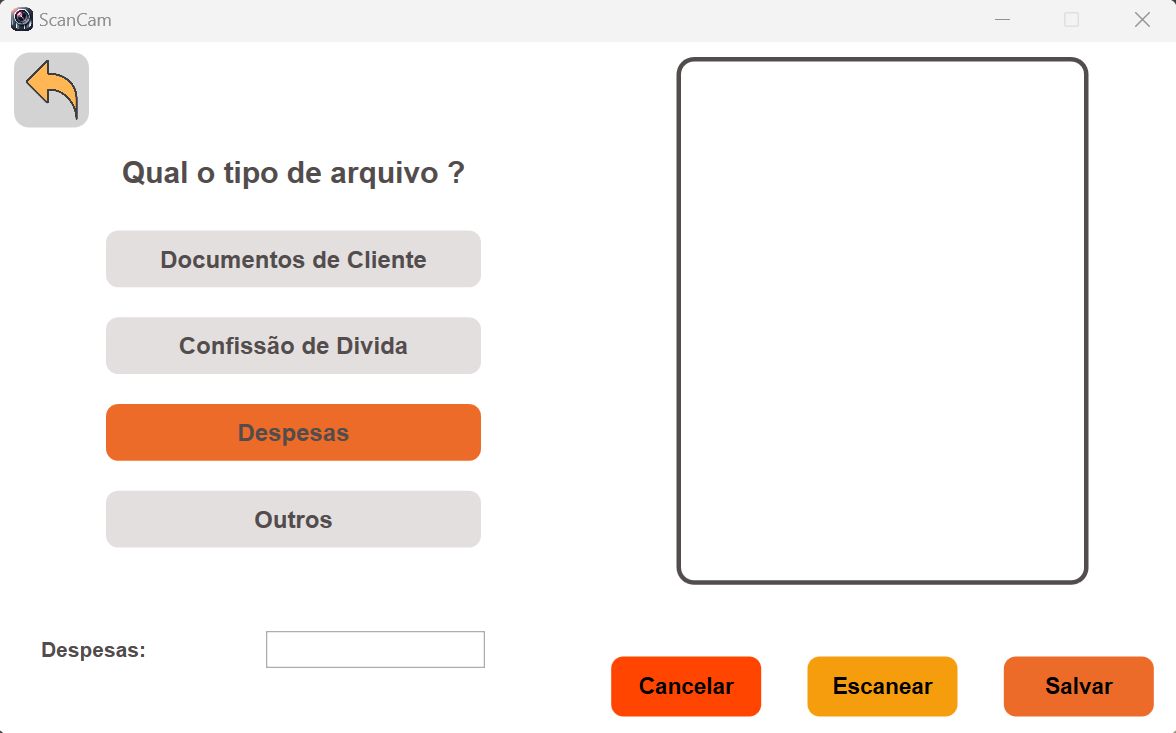 ScanCam
Qual o tipo de arquivo ?
Documentos de Cliente
Confissão de Divida
Despesas
Outros
Despesas:
Cancelar
Escanear
Salvar